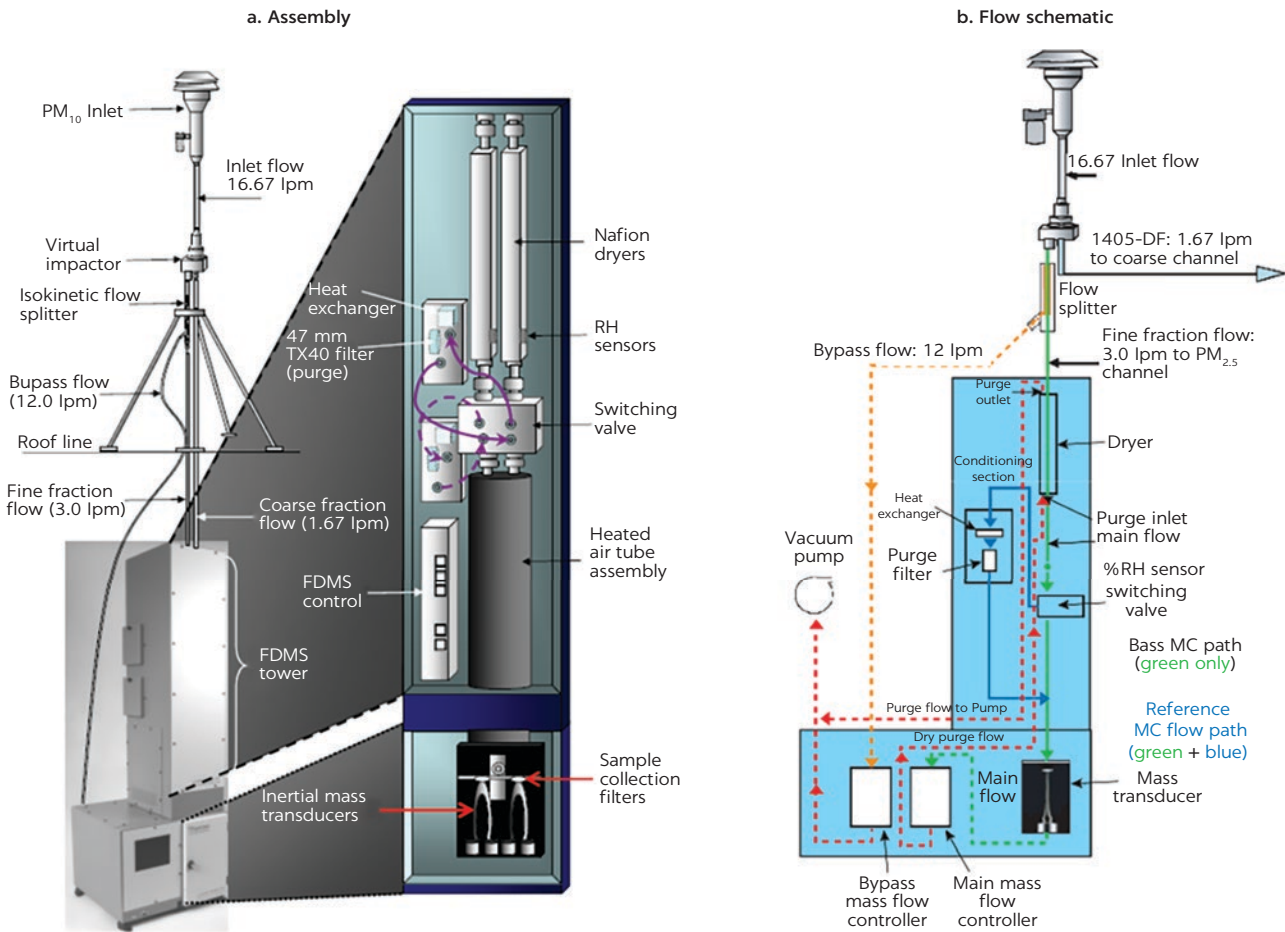 a. Assembly
PM10 Inlet
Inlet flow
16.67 lpm
Virtual
impactor
Isokinetic flow
splitter
Bupass flow
(12.0 lpm)
Roof line
Fine fraction
flow (3.0 lpm)
Coarse fraction
flow (1.67 lpm)
FDMS
tower
Heat
exchanger
47 mm
TX40 filter
(purge)
FDMS
control
Inertial mass
transducers
Nafion
dryers
RH
sensors
Switching
valve
Heated
air tube
assembly
Sample
collection
filters
b. Flow schematic
16.67 Inlet flow
1405-DF: 1.67 lpm
to coarse channel
Flow
splitter
Bypass flow: 12 lpm
Fine fraction flow:
3.0 lpm to PM2.5
channel
Purge
outlet
Dryer
Conditioning
section
Heat
exchanger
Purge inlet
main flow
Vacuum
pump
Purge
filter
%RH sensor
switching
valve
Bass MC path
(green only)
Reference
MC flow path
(green + blue)
Purge flow to Pump
Dry purge flow
Main
flow
Mass
transducer
Bypass
mass flow
controller
Main mass
flow
controller